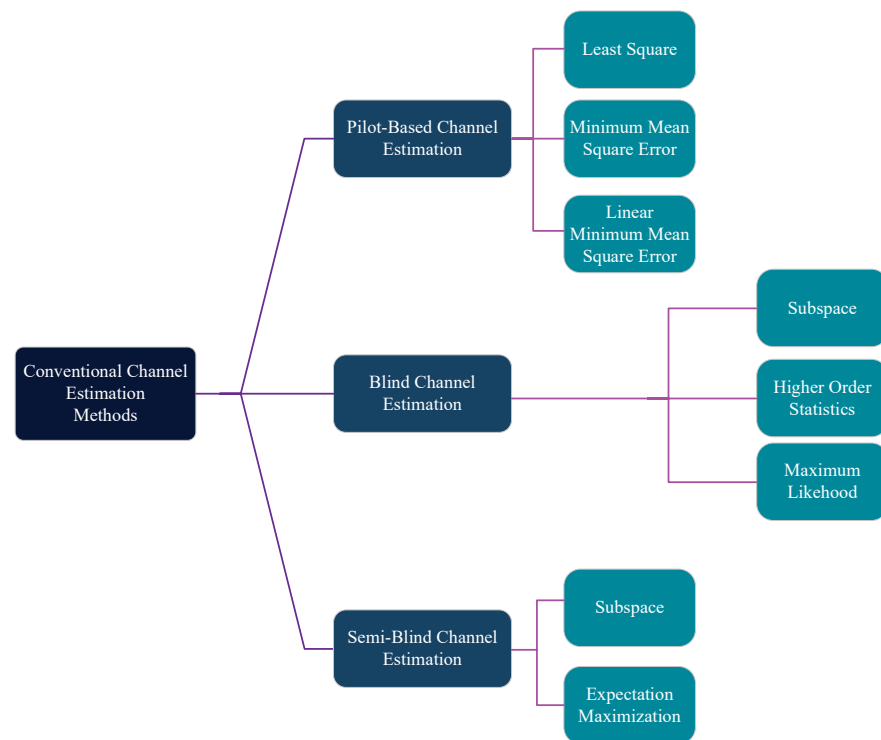 Conventional Channel
Estimation
Methods
Pilot-Based Channel
Estimation
Least Square
Minimum Mean
Square Error
Linear
Minimum Mean
Square Error
Blind Channel
Estimation
Subspace
Higher Order
Statistics
Maximum
Likehood
Semi-Blind Channel
Estimation
Subspace
Expectation
Maximization